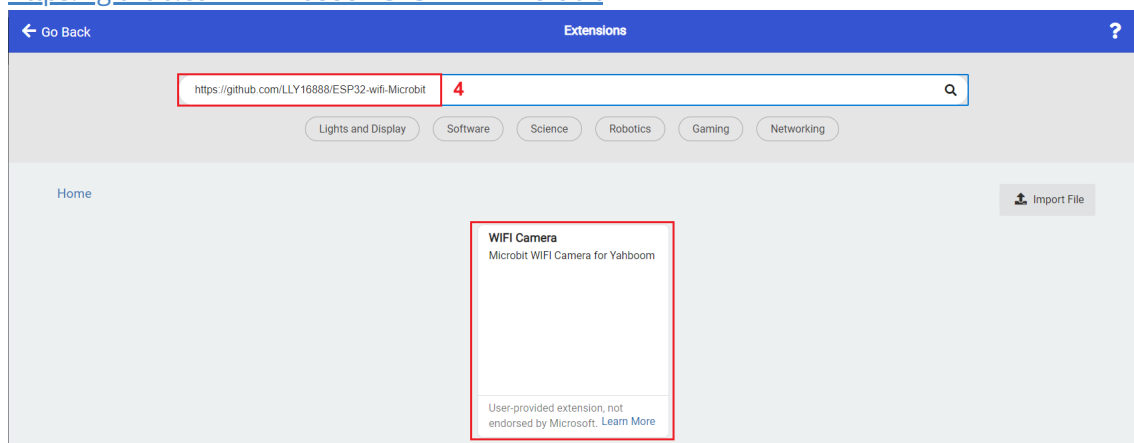 Go Back
Extensions
https://github.com/LLY16888/ESP32-wifi-Microbit
4
Lights and Display
Software
Science
Robotics
Gaming
Networking
Home
Import File
WIFI Camera
Microbit WIFI Camera for Yahboom
User-provided extension, not
endorsed by Microsoft. Learn More